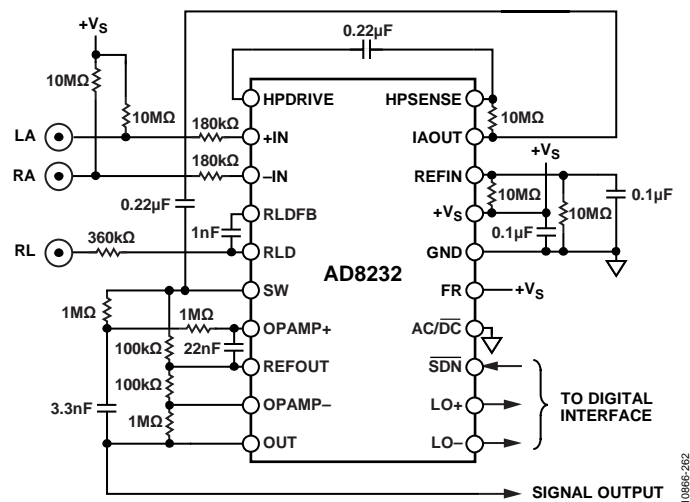 0.22µF
+VS
10MΩ
10MΩ
HPDRIVE
HPSENSE
10MΩ
LA
180kΩ
+IN
IAOUT
+VS
RA
180kΩ
–IN
REFIN
10MΩ
0.1µF
0.22µF
RLDFB
+VS
10MΩ
1nF
0.1µF
RL
360kΩ
RLD
GND
AD8232
SW
FR
+VS
1MΩ
1MΩ
OPAMP+
AC/DC
100kΩ
22nF
REFOUT
SDN
100kΩ
TO DIGITAL
INTERFACE
3.3nF
OPAMP–
LO+
1MΩ
OUT
LO–
SIGNAL OUTPUT
10866-262